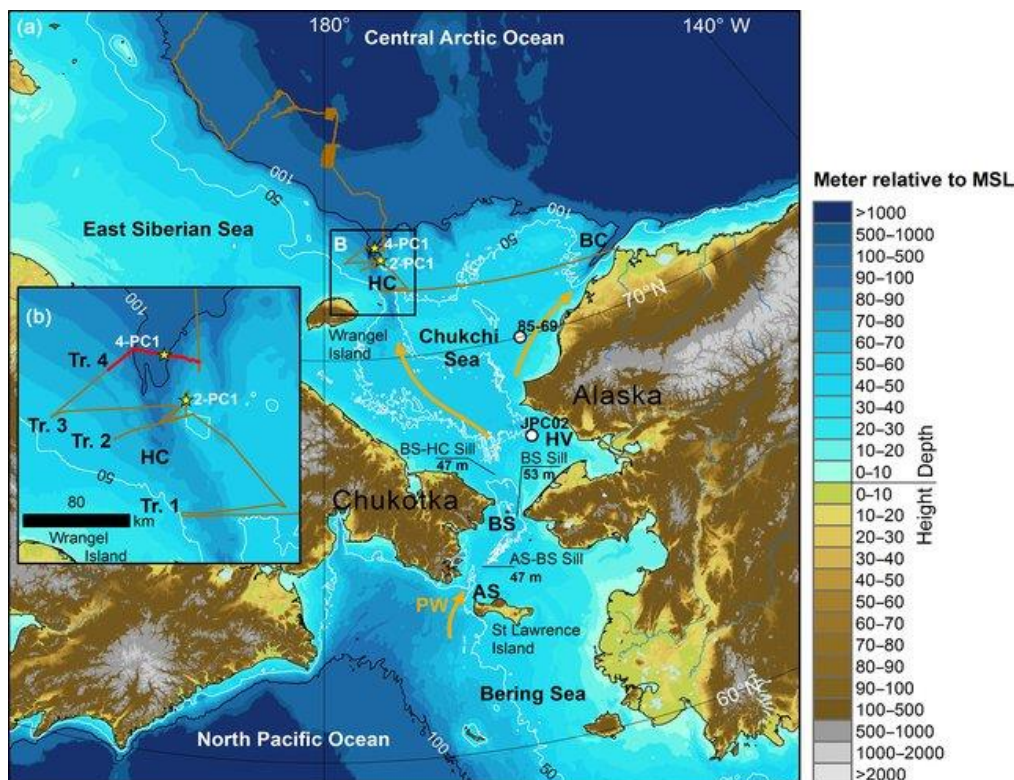 (a)
180°
140° W
Central Arctic Ocean
100
50
100
50
East Siberian Sea
B
4-PC1
2-PC1
HC
BC
70°N
Wrangel
Island
Chukchi
Sea
85-69
Alaska
JPC02
HV
BS-HC Sill
47 m
BS Sill
53 m
Chukotka
BS
AS-BS Sill
47 m
PW
AS
St Lawrence
Island
Bering Sea
60°N
North Pacific Ocean
100
50
(b)
100
4-PC1
Tr. 4
2-PC1
Tr. 3
Tr. 2
HC
50
Tr. 1
80
km
Wrangel
Island
Meter relative to MSL
>1000
500–1000
100–500
90–100
80–90
70–80
60–70
50–60
40–50
30–40
20–30
10–20
0–10
Depth
Height
0–10
10–20
20–30
30–40
40–50
50–60
60–70
70–80
80–90
90–100
100–500
500–1000
1000–2000
>2000